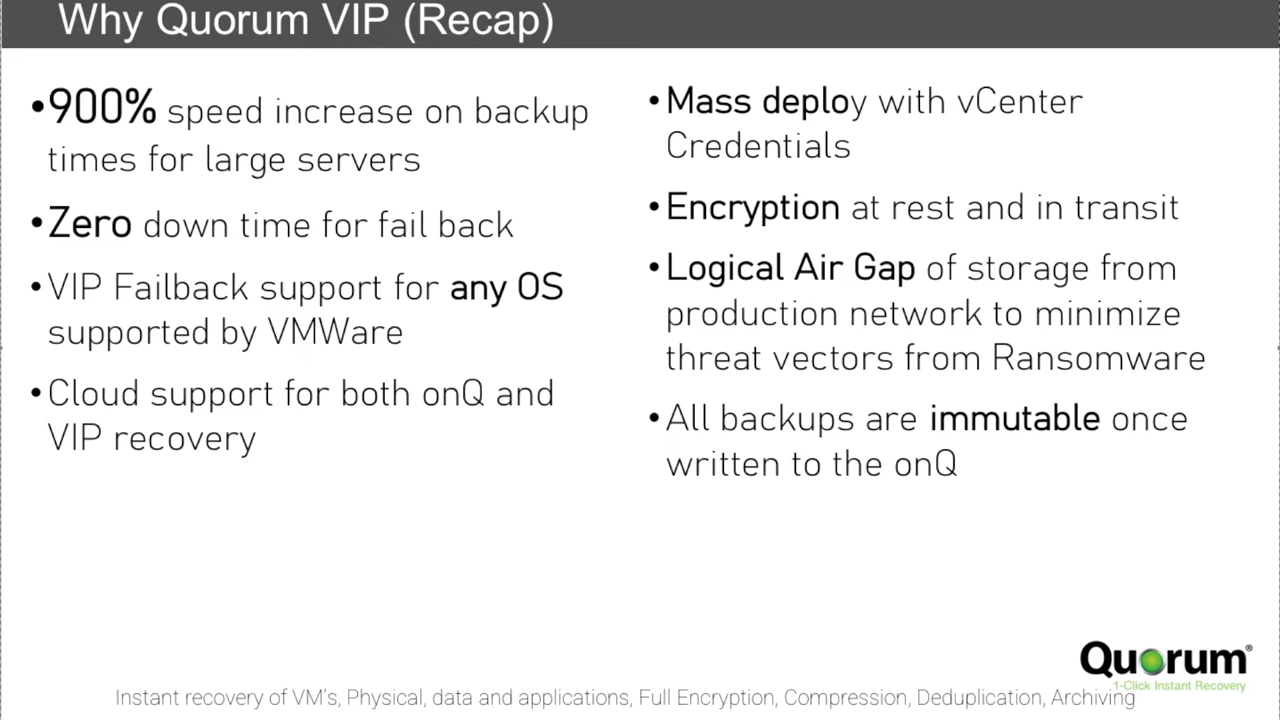 Why Quorum VIP (Recap)
•900% speed increase on backup
times for large servers
•Zero down time for fail back
•VIP Failback support for any OS
supported by VMWare
•Cloud support for both onQ and
VIP recovery
•Mass deploy with vCenter
Credentials
•Encryption at rest and in transit
•Logical Air Gap of storage from
production network to minimize
threat vectors from Ransomware
•All backups are immutable once
written to the onQ
Quorum®
1-Click Instant Recovery
Instant recovery of VM's, Physical, data and applications, Full Encryption, Compression, Deduplication, Archiving